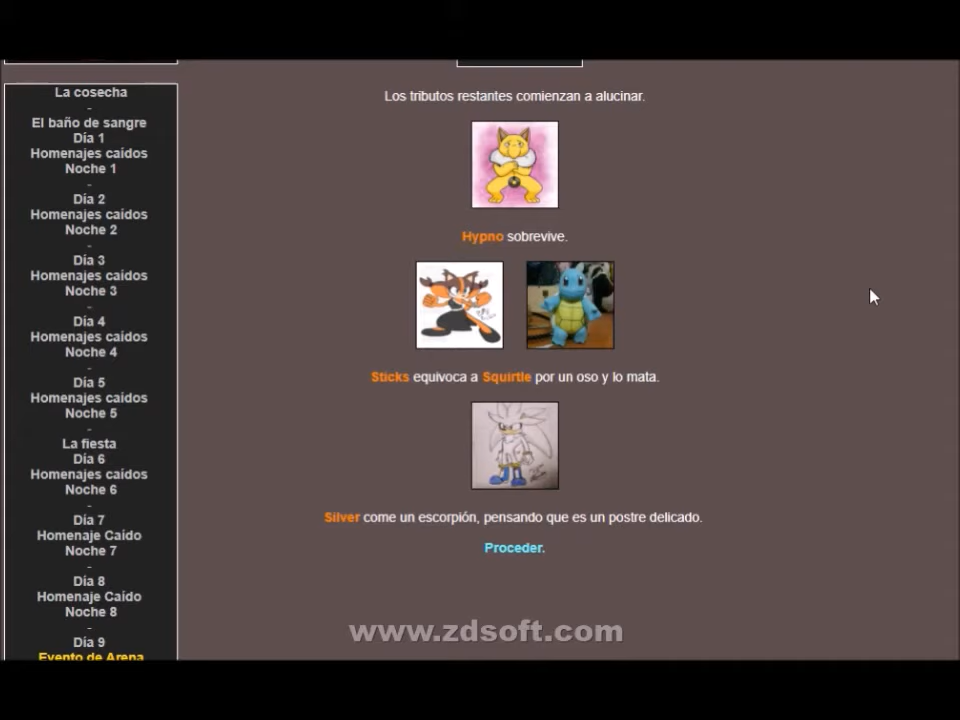 La cosecha
-
El baño de sangre
Día 1
Homenajes caídos
Noche 1
-
Día 2
Homenajes caídos
Noche 2
-
Día 3
Homenajes caídos
Noche 3
-
Día 4
Homenajes caídos
Noche 4
-
Día 5
Homenajes caídos
Noche 5
-
La fiesta
Día 6
Homenajes caídos
Noche 6
-
Día 7
Homenaje Caído
Noche 7
-
Día 8
Homenaje Caído
Noche 8
-
Día 9
Evento de Arena
Los tributos restantes comienzan a alucinar.
Hypno sobrevive.
Sticks equivoca a Squirtle por un oso y lo mata.
Silver come un escorpión, pensando que es un postre delicado.
Proceder.
www.zdsoft.com